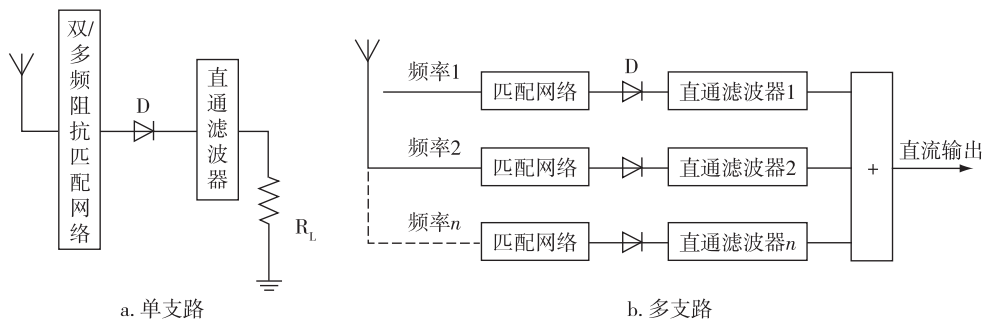 双/多频阻抗匹配网络
D
直通滤波器
R_L
a. 单支路
频率1
匹配网络
D
直通滤波器1
频率2
匹配网络
直通滤波器2
频率n
匹配网络
直通滤波器n
+
直流输出
b. 多支路